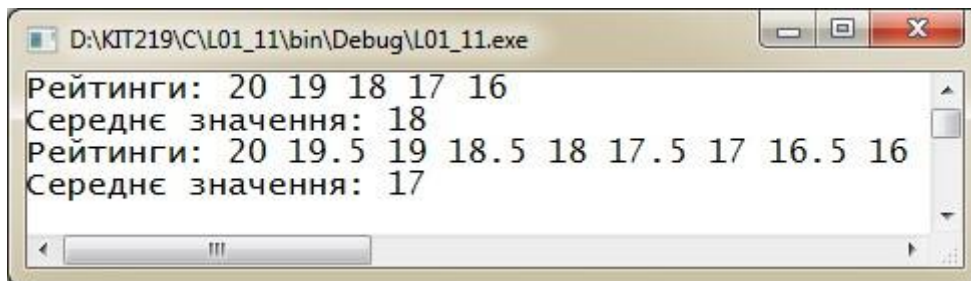 D:\KIT219\C\L01_11\bin\Debug\L01_11.exe
Рейтинги: 20 19 18 17 16
Середнє значення: 18
Рейтинги: 20 19.5 19 18.5 18 17.5 17 16.5 16
Середнє значення: 17